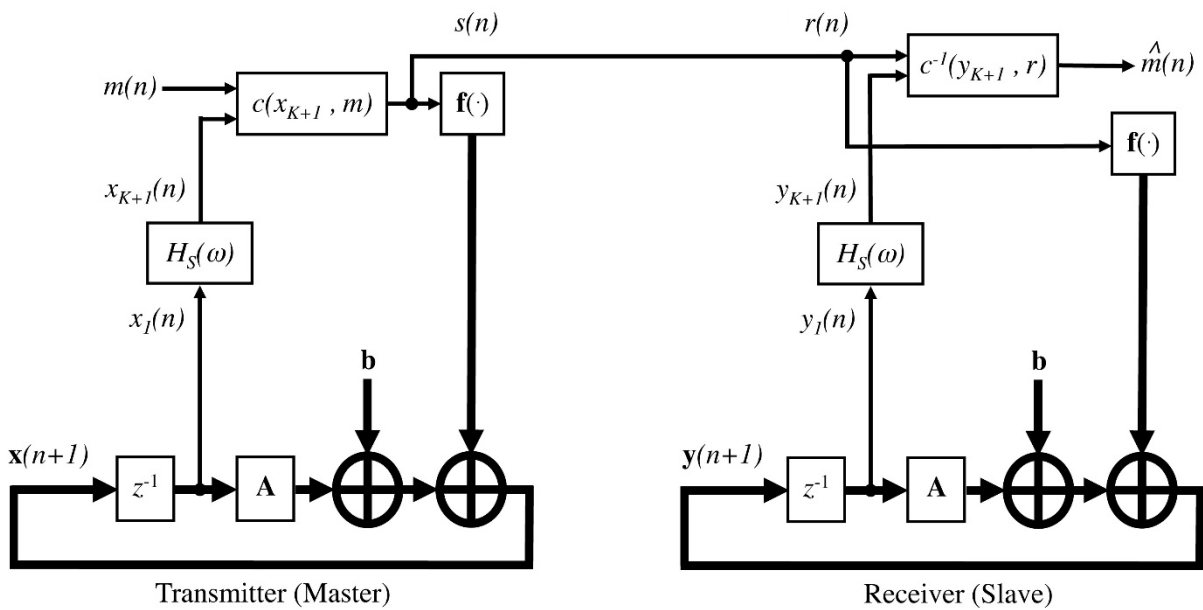 s(n)
r(n)
m(n)
c(x_{K+1} , m)
f(·)
c^{-1}(y_{K+1} , r)
m̂(n)
f(·)
x_{K+1}(n)
y_{K+1}(n)
H_S(ω)
H_S(ω)
x_1(n)
y_1(n)
b
b
x(n+1)
z^{-1}
A
y(n+1)
z^{-1}
A
Transmitter (Master)
Receiver (Slave)